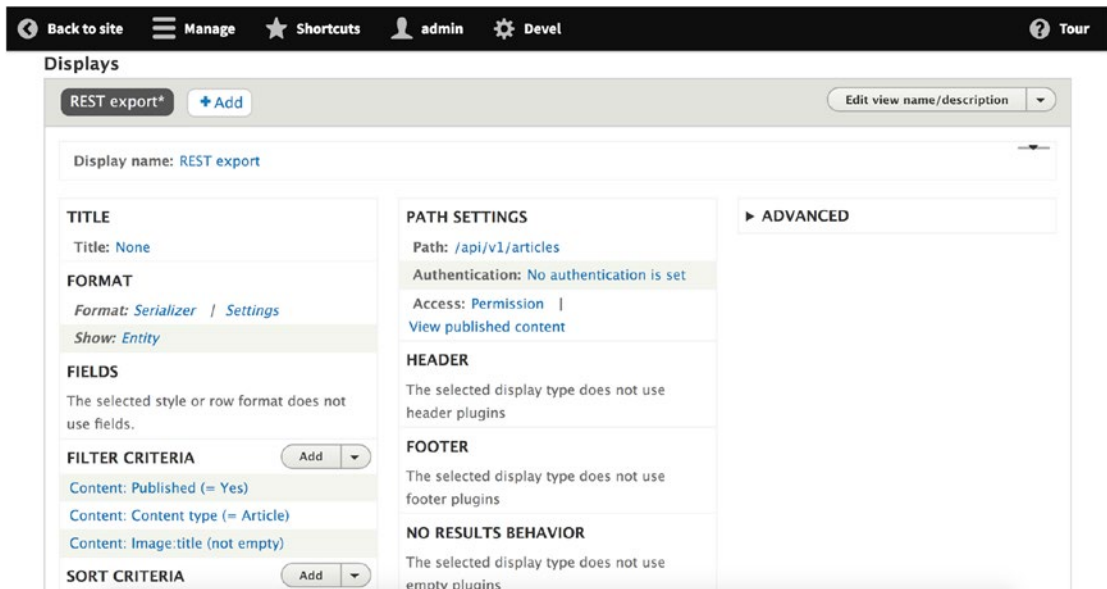 Back to site Manage Shortcuts admin Devel Tour
Displays
REST export* +Add Edit view name/description
Display name: REST export
TITLE
Title: None
FORMAT
Format: Serializer | Settings
Show: Entity
FIELDS
The selected style or row format does not
use fields.
FILTER CRITERIA Add
Content: Published (= Yes)
Content: Content type (= Article)
Content: Image:title (not empty)
SORT CRITERIA Add
PATH SETTINGS
Path: /api/v1/articles
Authentication: No authentication is set
Access: Permission |
View published content
HEADER
The selected display type does not use
header plugins
FOOTER
The selected display type does not use
footer plugins
NO RESULTS BEHAVIOR
The selected display type does not use
empty plugins
ADVANCED